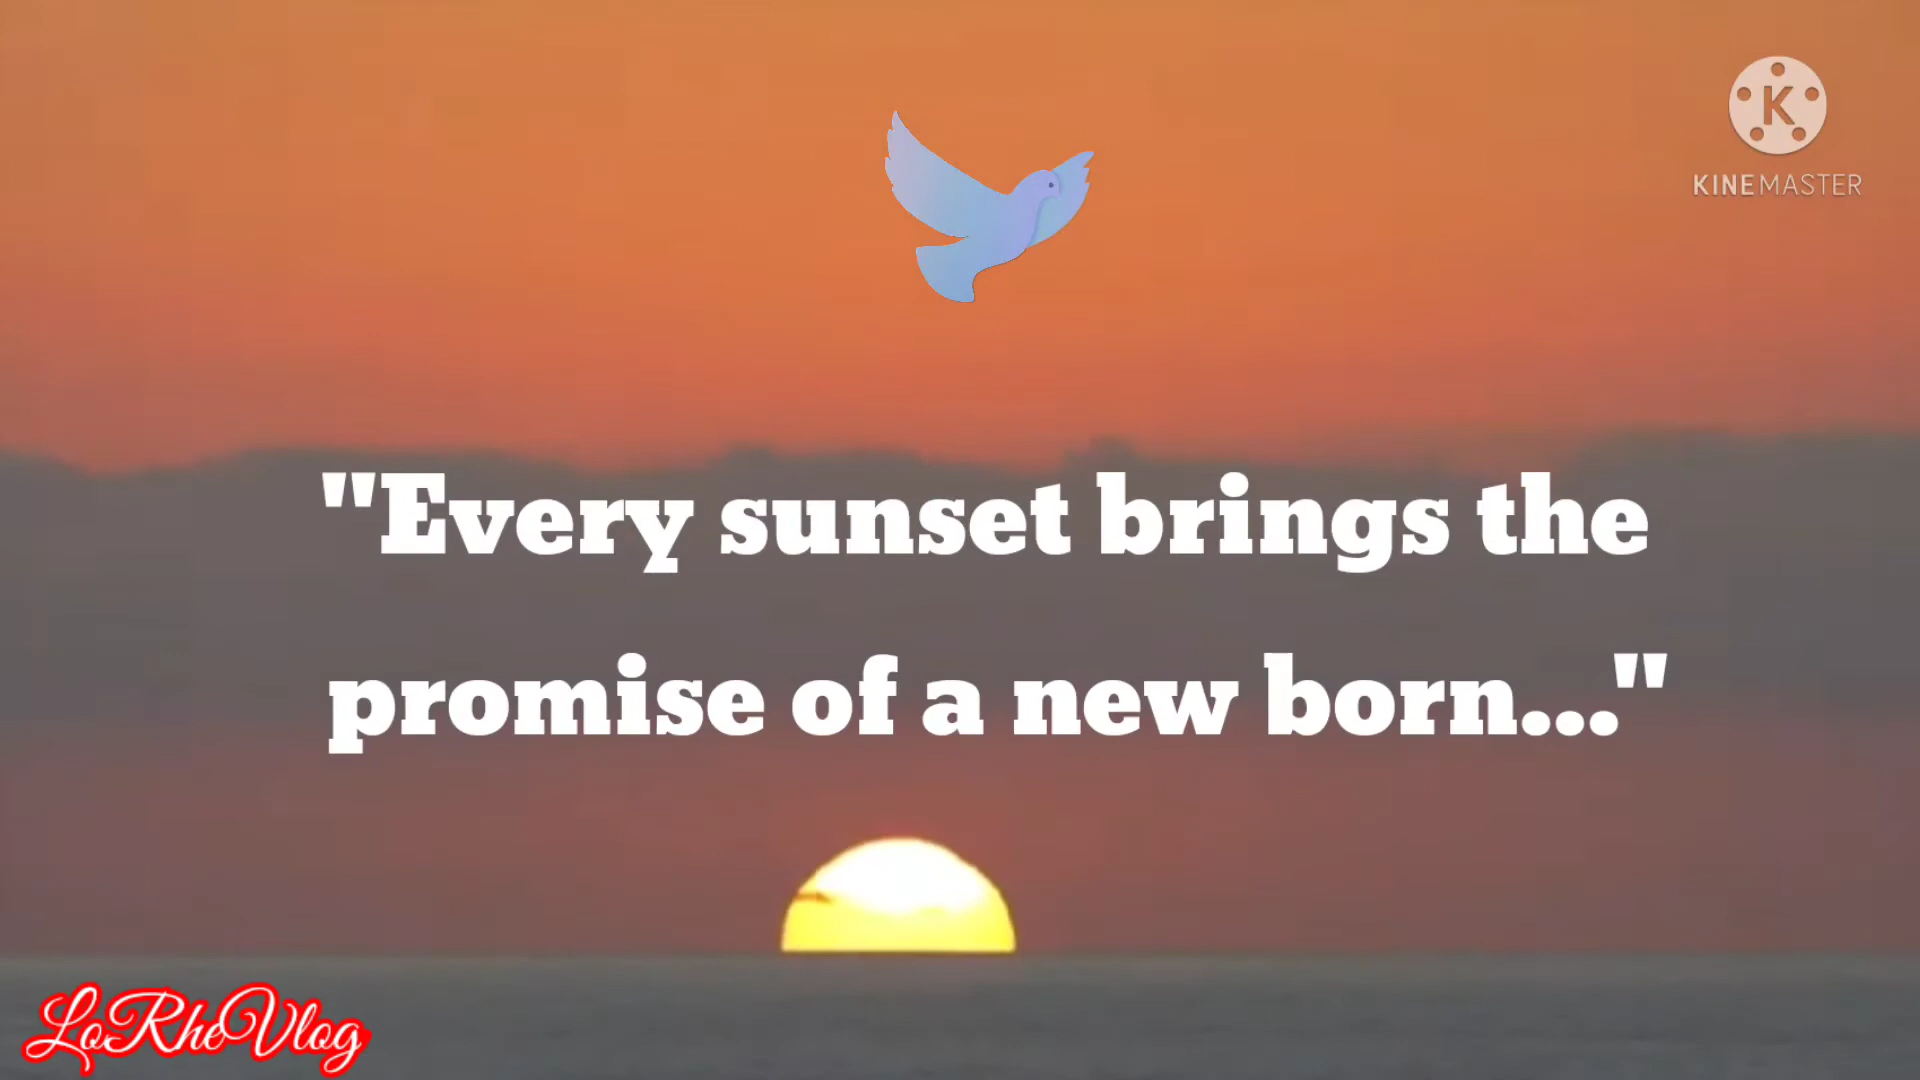 K
KINEMASTER
"Every sunset brings the
promise of a new born..."
LoRheVlog